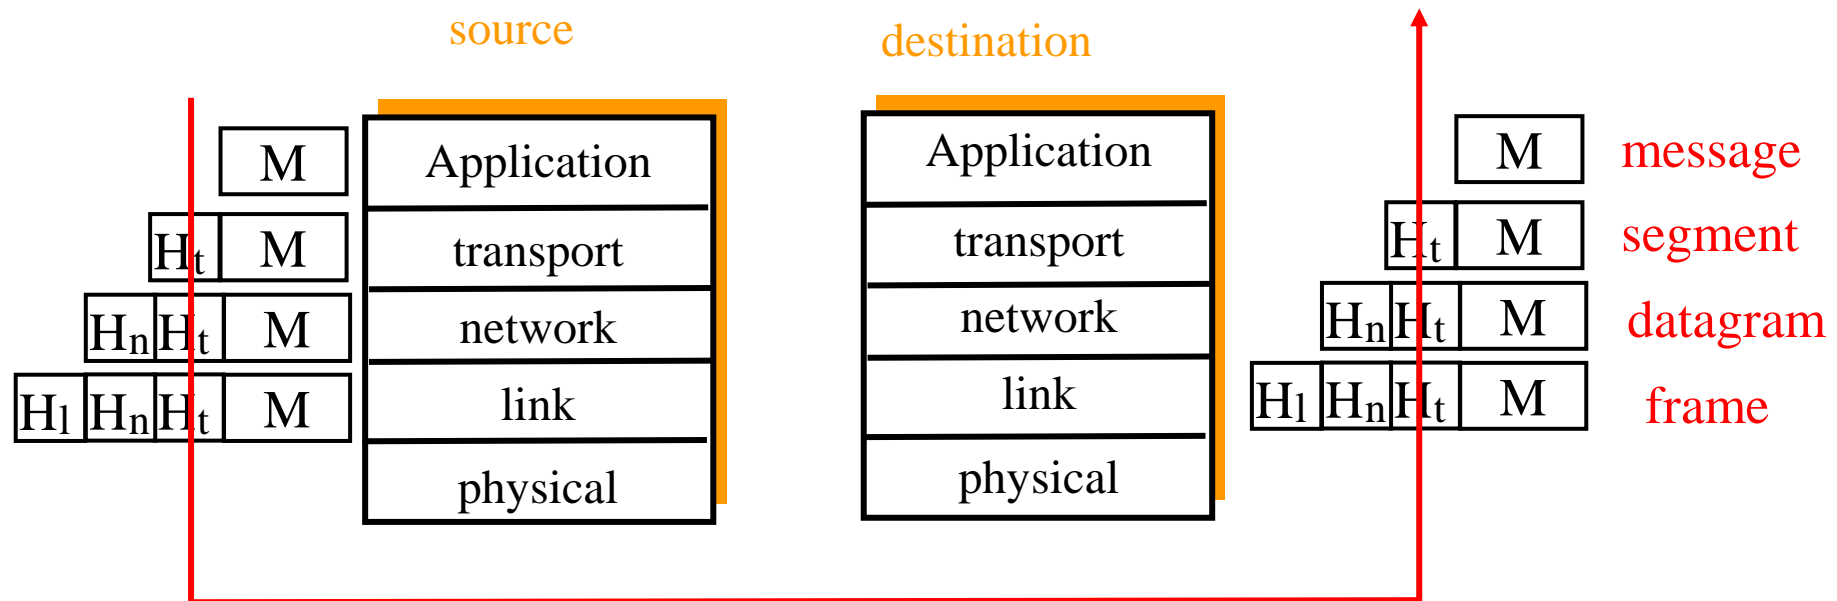 source
destination
M Application Application M message
Ht M transport transport Ht M segment
Hn Ht M network network Hn Ht M datagram
Hl Hn Ht M link link Hl Hn Ht M frame
physical physical